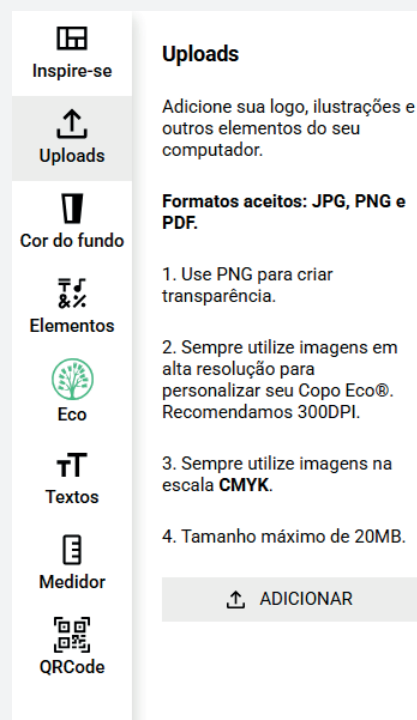 Inspire-se
Uploads
Cor do fundo
Elementos
Eco
Textos
Medidor
QRCode
Uploads
Adicione sua logo, ilustrações e
outros elementos do seu
computador.
Formatos aceitos: JPG, PNG e
PDF.
1. Use PNG para criar
transparência.
2. Sempre utilize imagens em
alta resolução para
personalizar seu Copo Eco®.
Recomendamos 300DPI.
3. Sempre utilize imagens na
escala CMYK.
4. Tamanho máximo de 20MB.
ADICIONAR